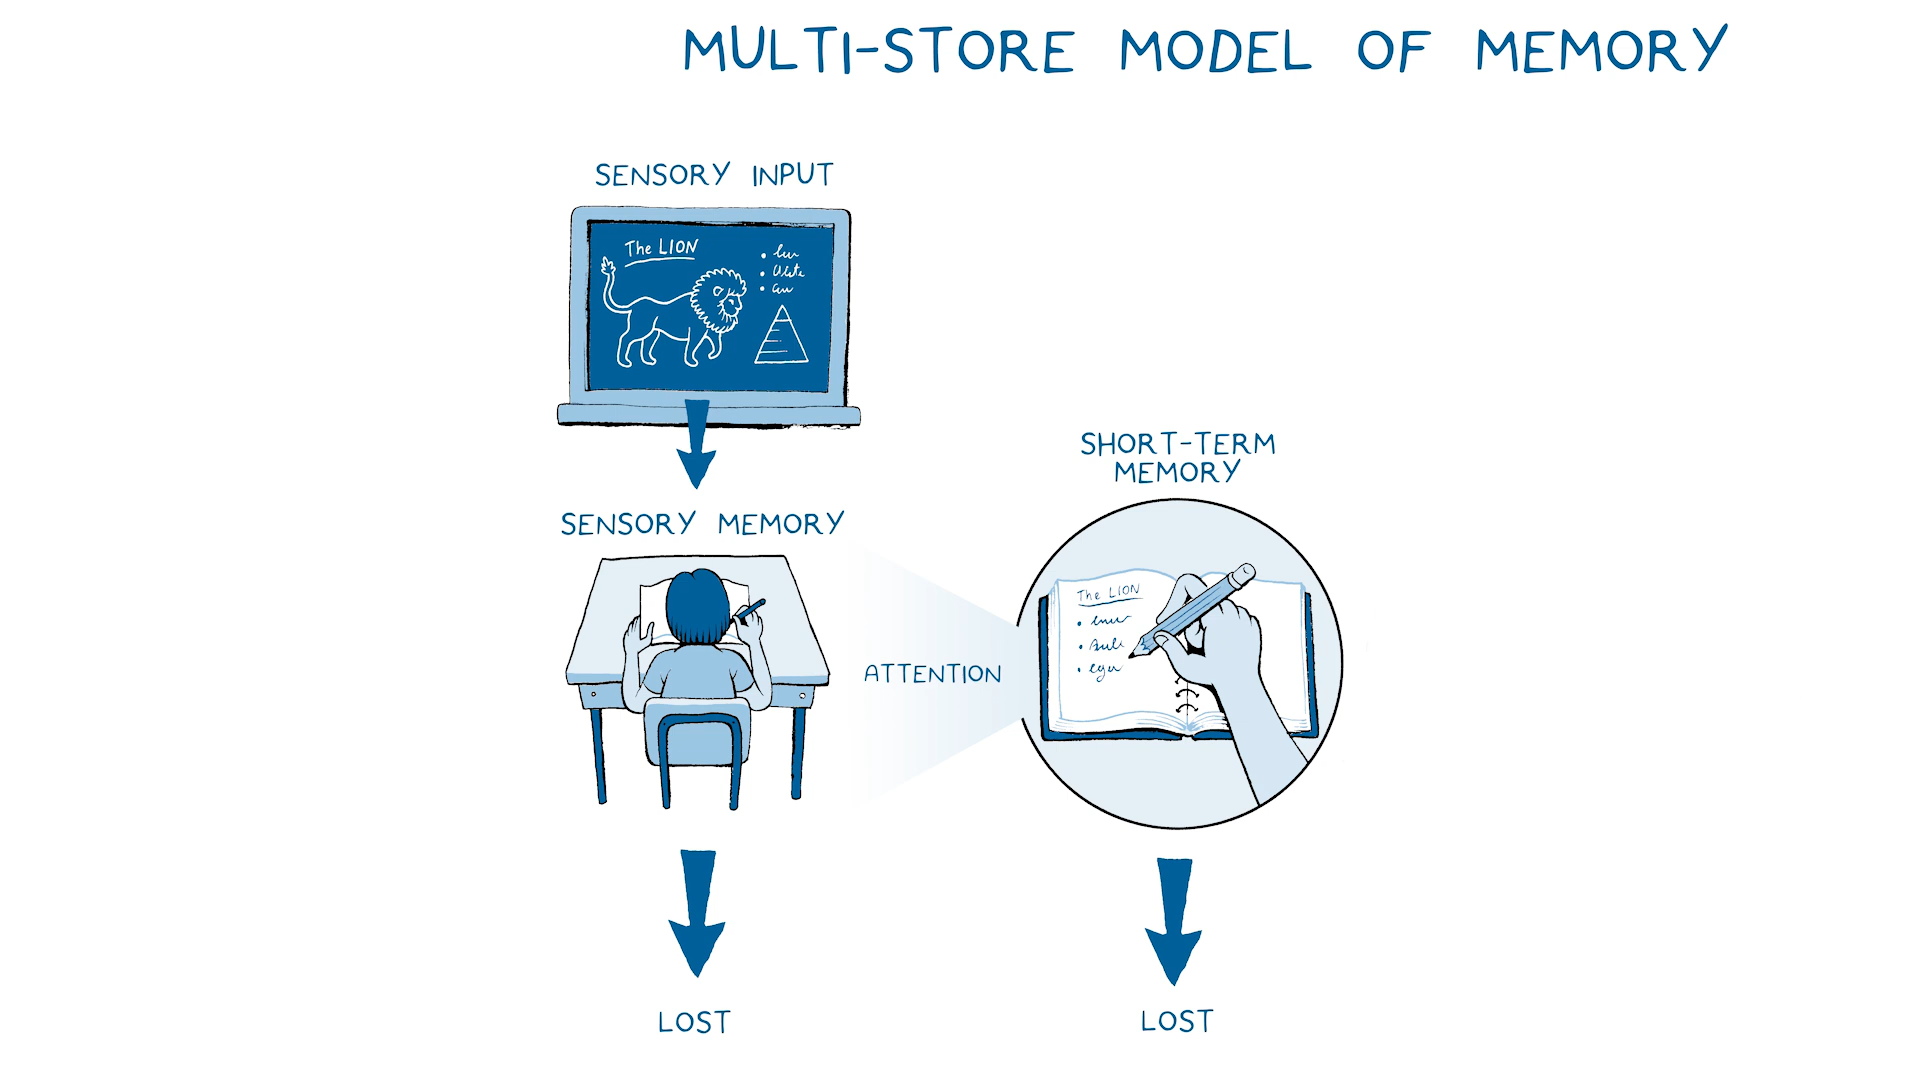 MULTI-STORE MODEL OF MEMORY
SENSORY INPUT
The LION
SENSORY MEMORY
ATTENTION
SHORT-TERM
MEMORY
The LION
LOST
LOST